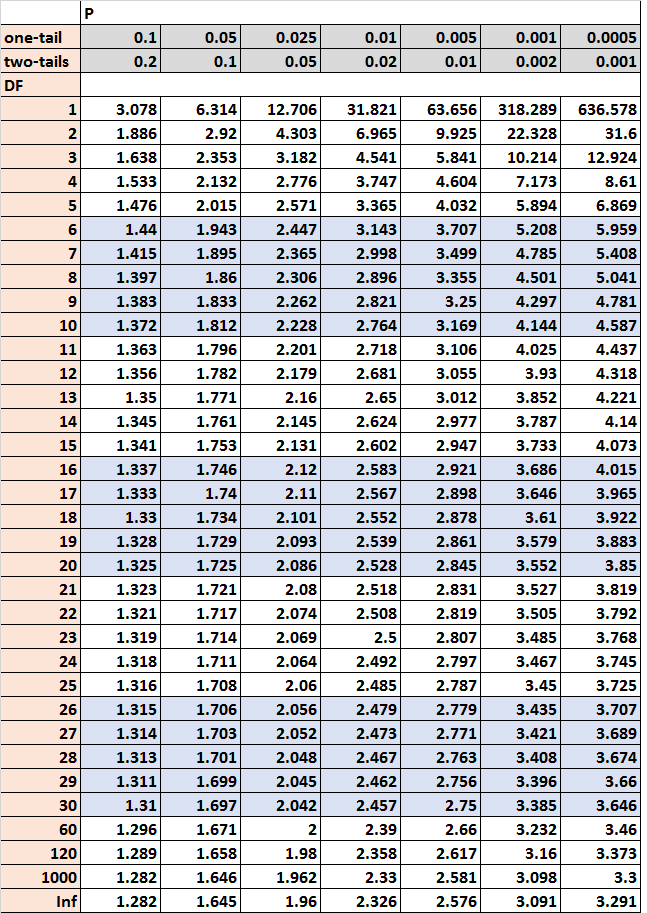 P
one-tail 0.1 0.05 0.025 0.01 0.005 0.001 0.0005
two-tails 0.2 0.1 0.05 0.02 0.01 0.002 0.001
DF
1 3.078 6.314 12.706 31.821 63.656 318.289 636.578
2 1.886 2.92 4.303 6.965 9.925 22.328 31.6
3 1.638 2.353 3.182 4.541 5.841 10.214 12.924
4 1.533 2.132 2.776 3.747 4.604 7.173 8.61
5 1.476 2.015 2.571 3.365 4.032 5.894 6.869
6 1.44 1.943 2.447 3.143 3.707 5.208 5.959
7 1.415 1.895 2.365 2.998 3.499 4.785 5.408
8 1.397 1.86 2.306 2.896 3.355 4.501 5.041
9 1.383 1.833 2.262 2.821 3.25 4.297 4.781
10 1.372 1.812 2.228 2.764 3.169 4.144 4.587
11 1.363 1.796 2.201 2.718 3.106 4.025 4.437
12 1.356 1.782 2.179 2.681 3.055 3.93 4.318
13 1.35 1.771 2.16 2.65 3.012 3.852 4.221
14 1.345 1.761 2.145 2.624 2.977 3.787 4.14
15 1.341 1.753 2.131 2.602 2.947 3.733 4.073
16 1.337 1.746 2.12 2.583 2.921 3.686 4.015
17 1.333 1.74 2.11 2.567 2.898 3.646 3.965
18 1.33 1.734 2.101 2.552 2.878 3.61 3.922
19 1.328 1.729 2.093 2.539 2.861 3.579 3.883
20 1.325 1.725 2.086 2.528 2.845 3.552 3.85
21 1.323 1.721 2.08 2.518 2.831 3.527 3.819
22 1.321 1.717 2.074 2.508 2.819 3.505 3.792
23 1.319 1.714 2.069 2.5 2.807 3.485 3.768
24 1.318 1.711 2.064 2.492 2.797 3.467 3.745
25 1.316 1.708 2.06 2.485 2.787 3.45 3.725
26 1.315 1.706 2.056 2.479 2.779 3.435 3.707
27 1.314 1.703 2.052 2.473 2.771 3.421 3.689
28 1.313 1.701 2.048 2.467 2.763 3.408 3.674
29 1.311 1.699 2.045 2.462 2.756 3.396 3.66
30 1.31 1.697 2.042 2.457 2.75 3.385 3.646
60 1.296 1.671 2 2.39 2.66 3.232 3.46
120 1.289 1.658 1.98 2.358 2.617 3.16 3.373
1000 1.282 1.646 1.962 2.33 2.581 3.098 3.3
Inf 1.282 1.645 1.96 2.326 2.576 3.091 3.291